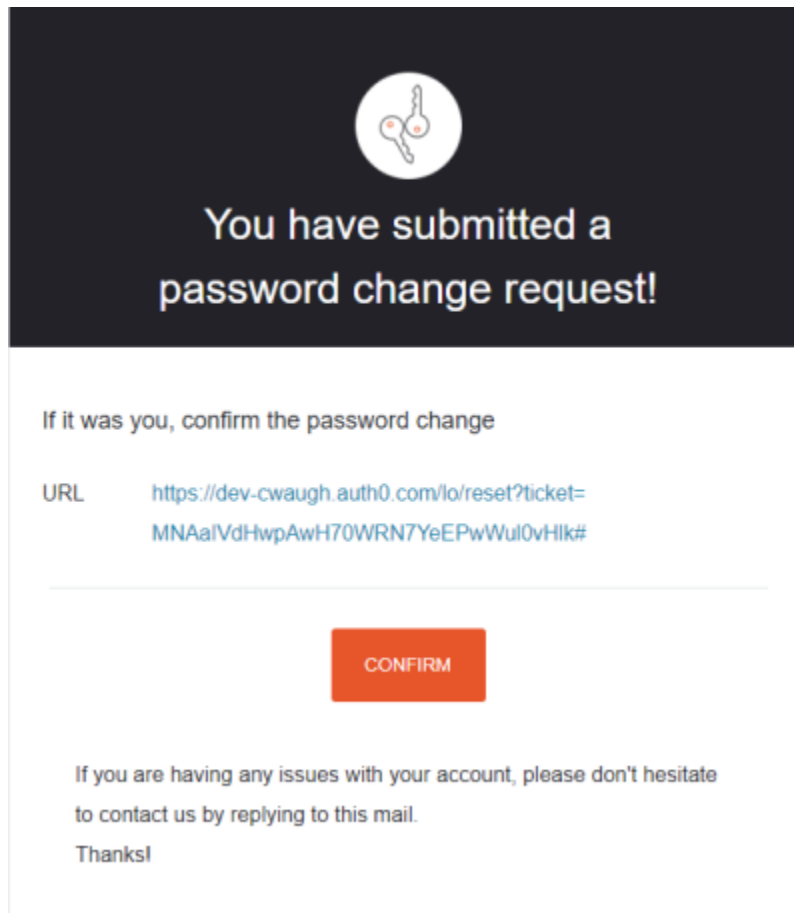 You have submitted a
password change request!
If it was you, confirm the password change
URL https://dev-cwaugh.auth0.com/lo/reset?ticket=
MNAalVdHwpAwH70WRN7YeEPwWul0vHlk#
CONFIRM
If you are having any issues with your account, please don't hesitate
to contact us by replying to this mail.
Thanks!